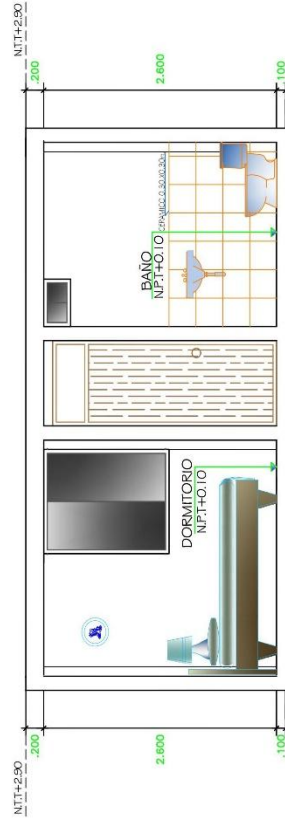 N.T.T+2.90
.200
2.600
.100
BAÑO
N.P.T+0.10
CERAMICO 0.30X0.30m
DORMITORIO
N.P.T+0.10
N.T.T+2.90
.200
2.600
.100